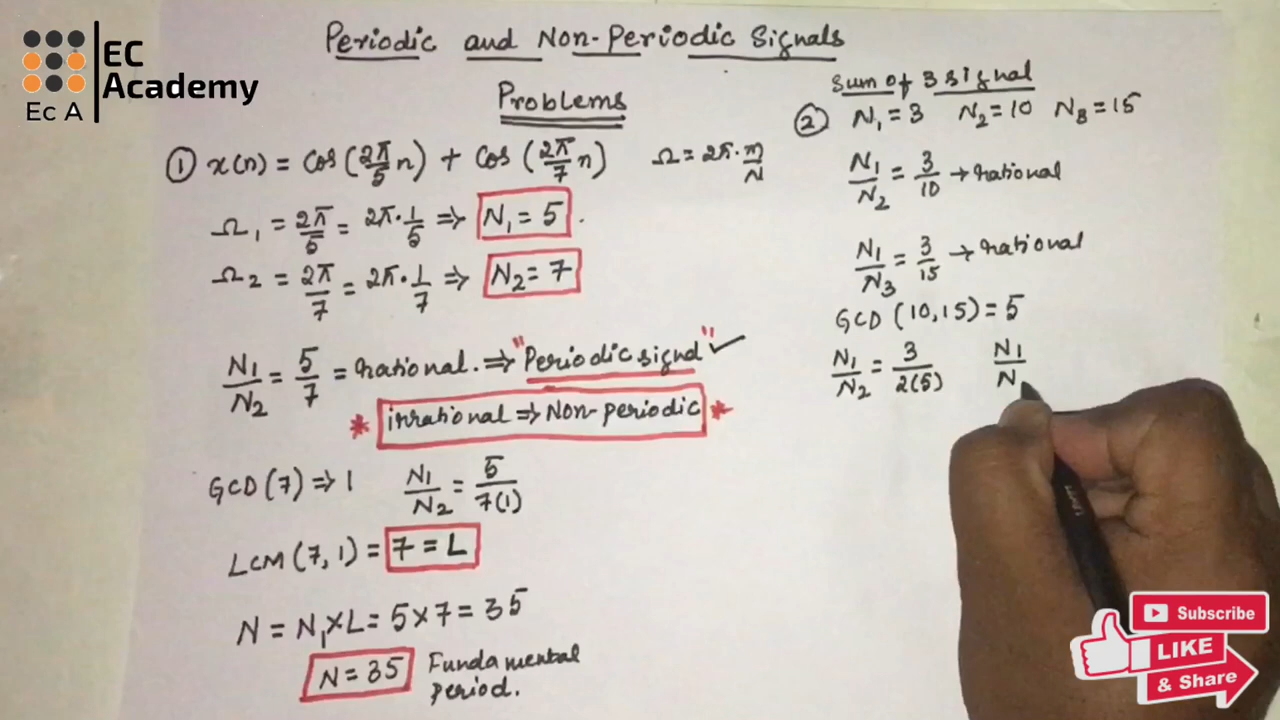 EC
Academy
Ec A
Periodic and Non-Periodic Signals
Problems
① x(n) = Cos(2π/5 n) + Cos(2π/7 n) Ω = 2π·m/N
Ω₁ = 2π/5 = 2π·1/5 ⇒ N₁ = 5
Ω₂ = 2π/7 = 2π·1/7 ⇒ N₂ = 7
N₁/N₂ = 5/7 = rational. ⇒ "Periodic signal" ✓
* irrational ⇒ Non-periodic *
GCD(7) ⇒ 1 N₁/N₂ = 5/7(1)
LCM(7,1) = 7 = L
N = N₁×L = 5×7 = 35
N = 35 Fundamental
period.
Sum of 3 signal
② N₁ = 3 N₂ = 10 N₃ = 15
N₁/N₂ = 3/10 → rational
N₁/N₃ = 3/15 → rational
GCD (10,15) = 5
N₁/N₂ = 3/2(5) N₁/N
Subscribe
LIKE
& Share